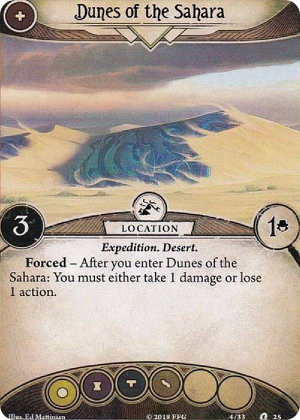 Dunes of the Sahara
3
LOCATION
1
Expedition. Desert.
Forced – After you enter Dunes of the
Sahara: You must either take 1 damage or lose
1 action.
Illus. Ed Mattinian
© 2018 FFG
4/33
25